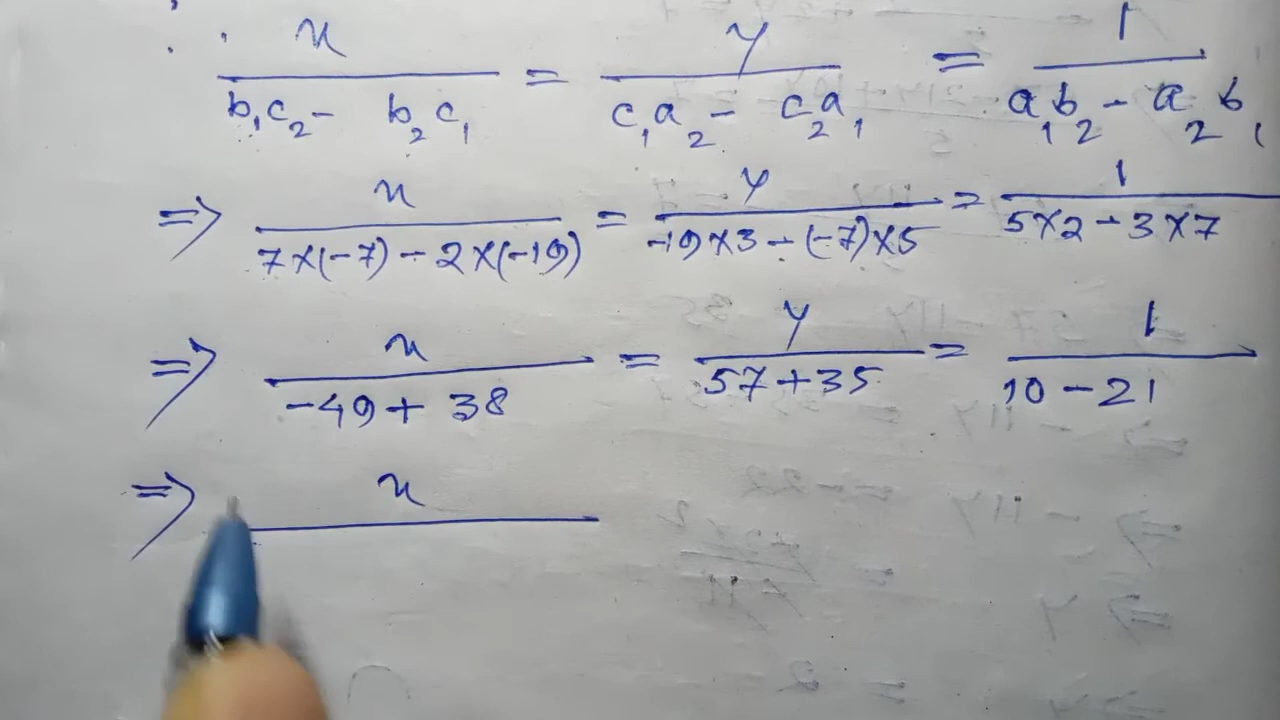 ∴ x/(b₁c₂ - b₂c₁) = y/(c₁a₂ - c₂a₁) = 1/(a₁b₂ - a₂b₁)
⇒ x/(7×(-7) - 2×(-19)) = y/(-19×3 - (-7)×5) = 1/(5×2 - 3×7)
⇒ x/(-49 + 38) = y/(57 + 35) = 1/(10 - 21)
⇒ x/